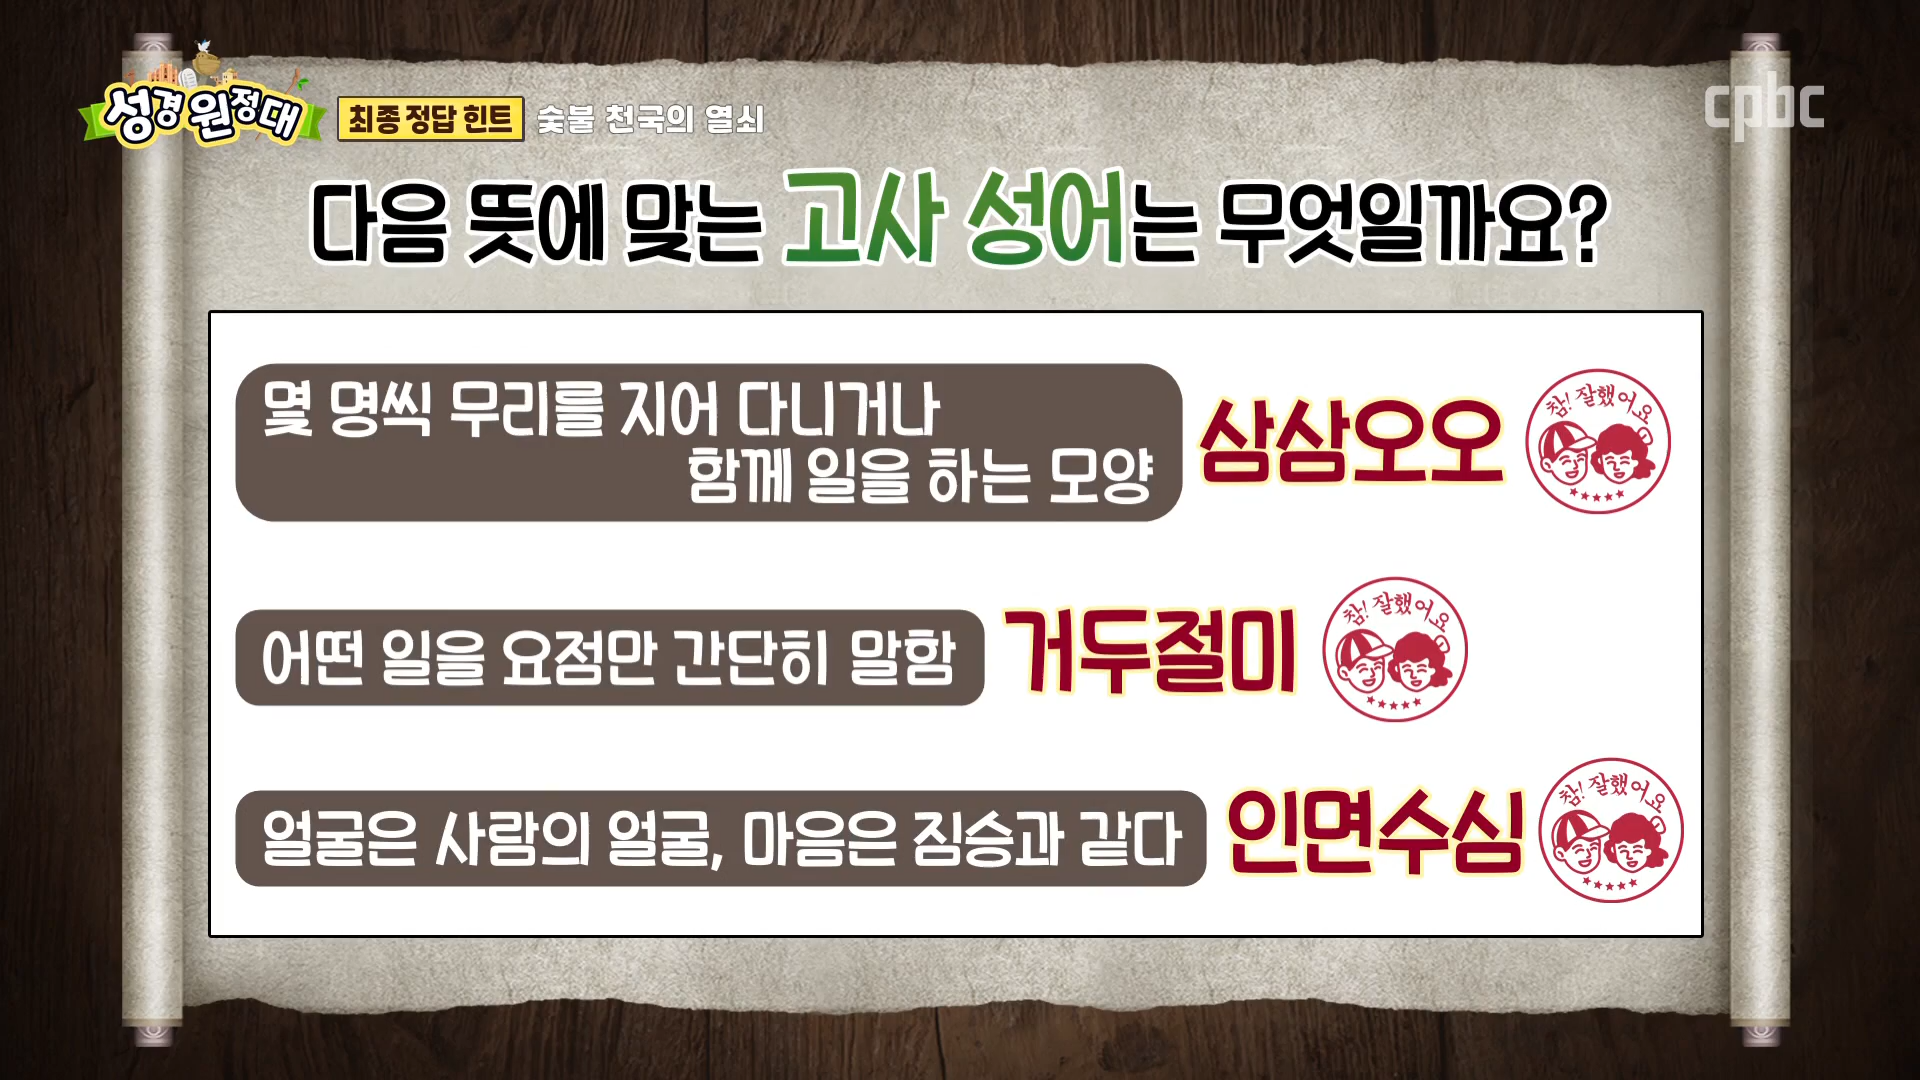 성경 원정대
최종 정답 힌트 숯불 천국의 열쇠
cpbc
다음 뜻에 맞는 고사 성어는 무엇일까요?
몇 명씩 무리를 지어 다니거나
함께 일을 하는 모양
삼삼오오
참! 잘했어요
어떤 일을 요점만 간단히 말함
거두절미
참! 잘했어요
얼굴은 사람의 얼굴, 마음은 짐승과 같다
인면수심
참! 잘했어요